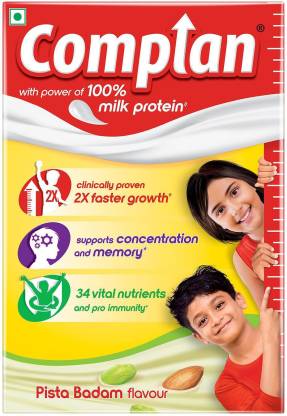 Complan®
with power of 100%
milk protein◊
2X
clinically proven
2X faster growth*
supports concentration
and memory^
34 vital nutrients
and pro immunity~
Pista Badam flavour